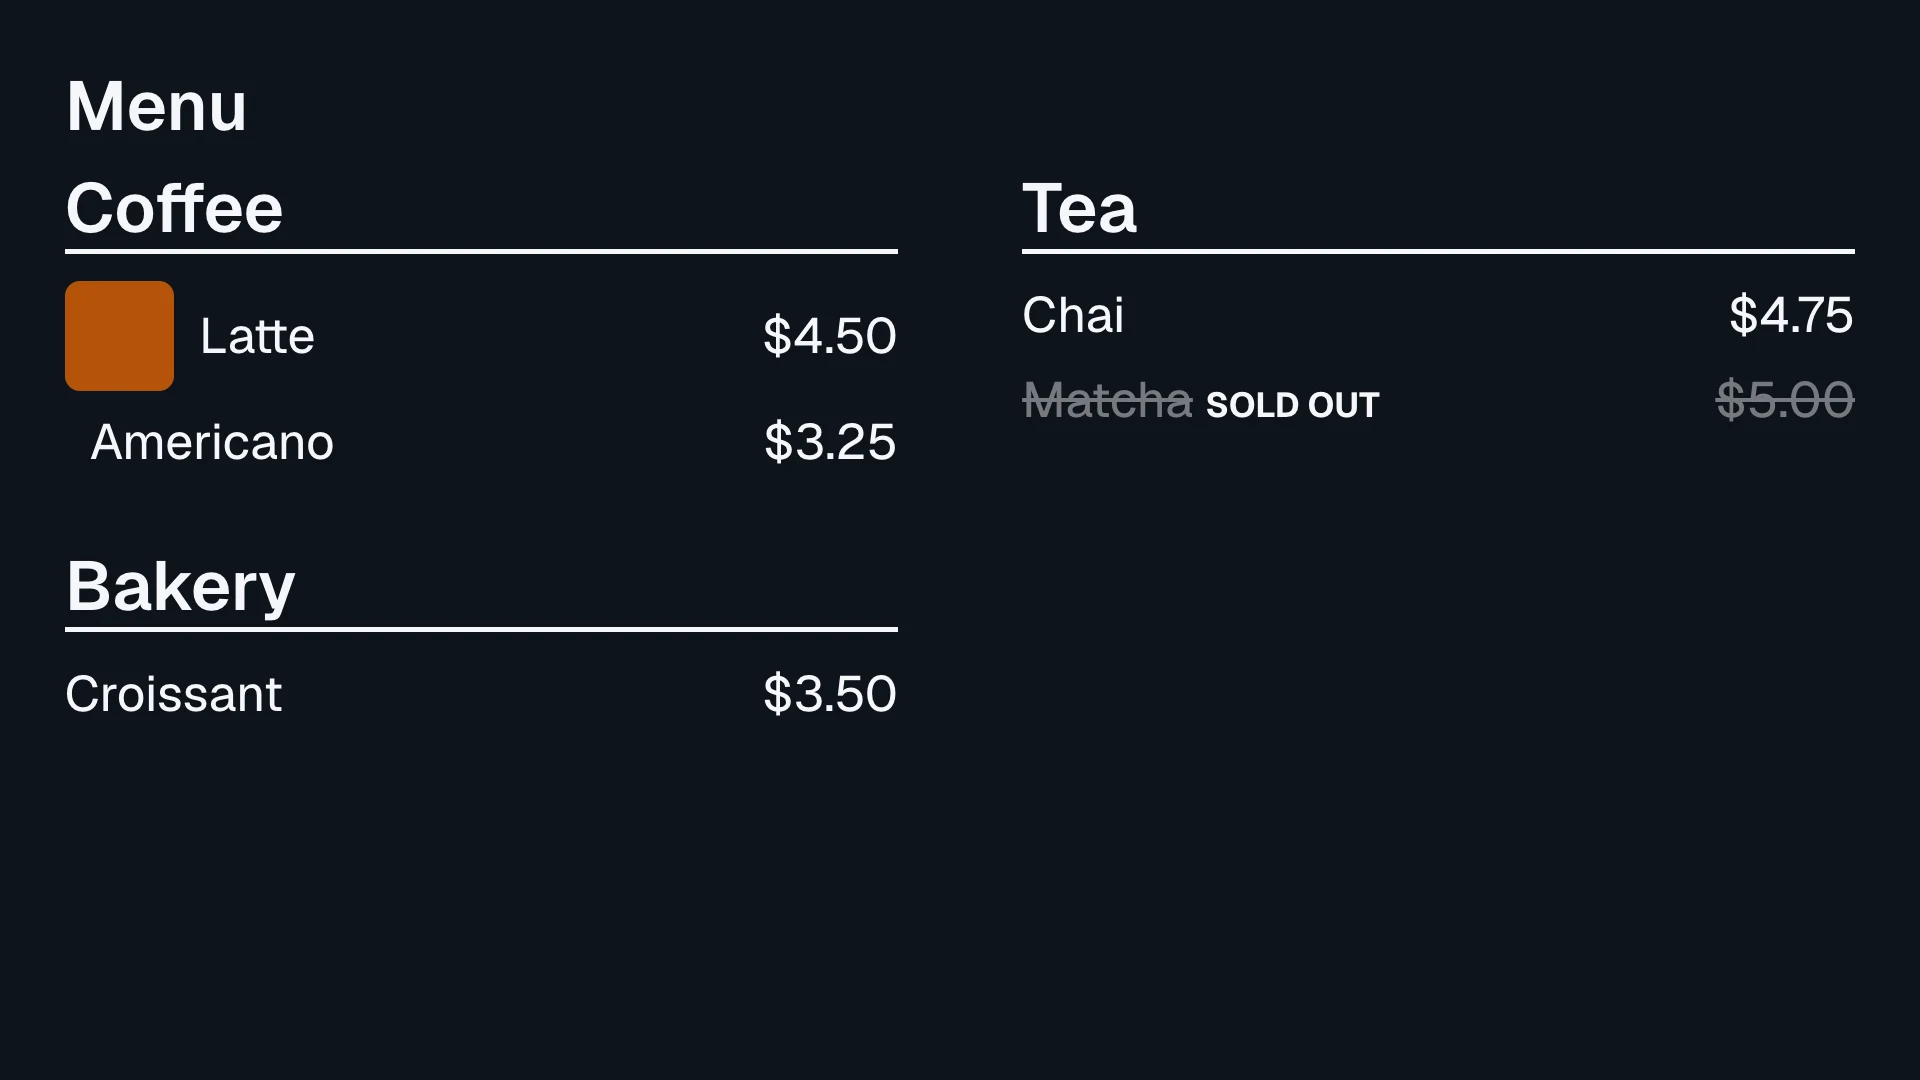 Menu
Coffee
Latte $4.50
Americano $3.25
Bakery
Croissant $3.50
Tea
Chai $4.75
Matcha SOLD OUT $5.00